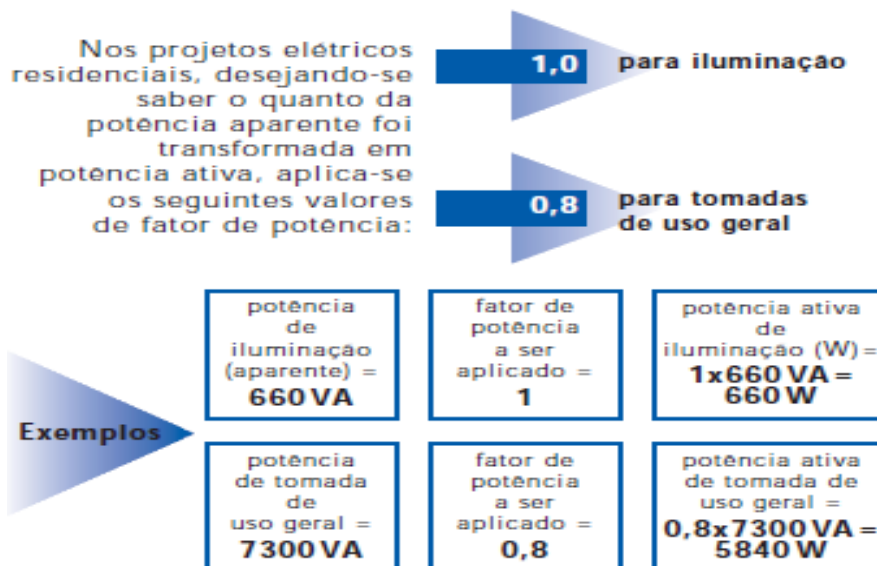 Nos projetos elétricos
residenciais, desejando-se
saber o quanto da
potência aparente foi
transformada em
potência ativa, aplica-se
os seguintes valores
de fator de potência:
1,0
para iluminação
0,8
para tomadas
de uso geral
Exemplos
potência
de
iluminação
(aparente) =
660 VA
fator de
potência
a ser
aplicado =
1
potência ativa
de
iluminação (W) =
1x660 VA =
660 W
potência
de tomada
de
uso geral =
7300 VA
fator de
potência
a ser
aplicado =
0,8
potência ativa
de tomada de
uso geral =
0,8x7300 VA =
5840 W